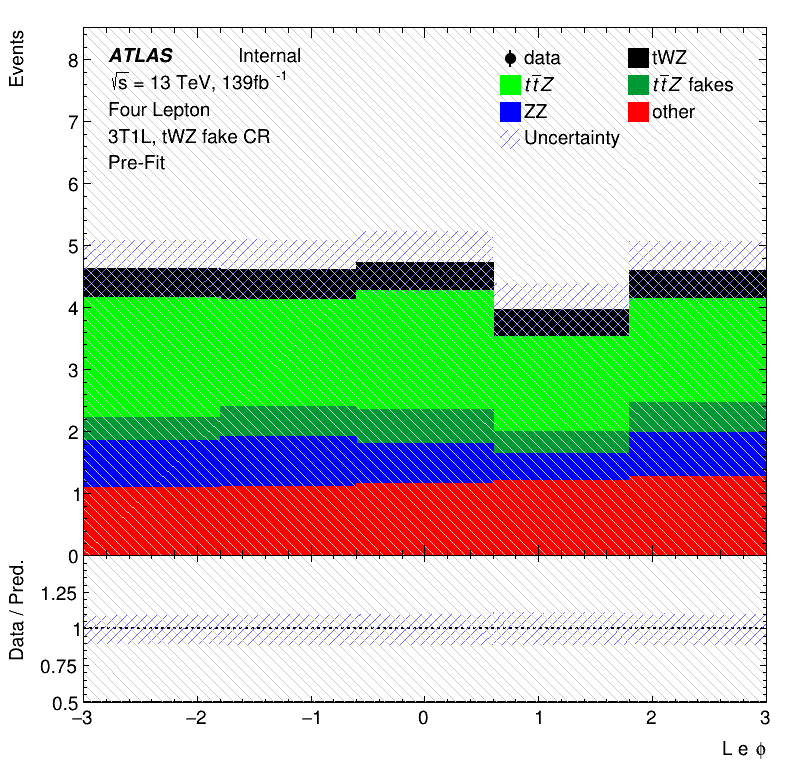 Events
ATLAS Internal
√s = 13 TeV, 139fb⁻¹
Four Lepton
3T1L, tWZ fake CR
Pre-Fit
data tWZ
tt̄Z tt̄Z fakes
ZZ other
Uncertainty
8
7
6
5
4
3
2
1
0
Data / Pred.
1.25
1
0.75
0.5
−3 −2 −1 0 1 2 3
L e ϕ